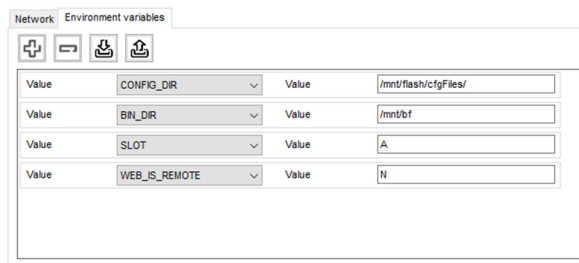 Network Environment variables
Value CONFIG_DIR Value /mnt/flash/cfgFiles/
Value BIN_DIR Value /mnt/bf
Value SLOT Value A
Value WEB_IS_REMOTE Value N